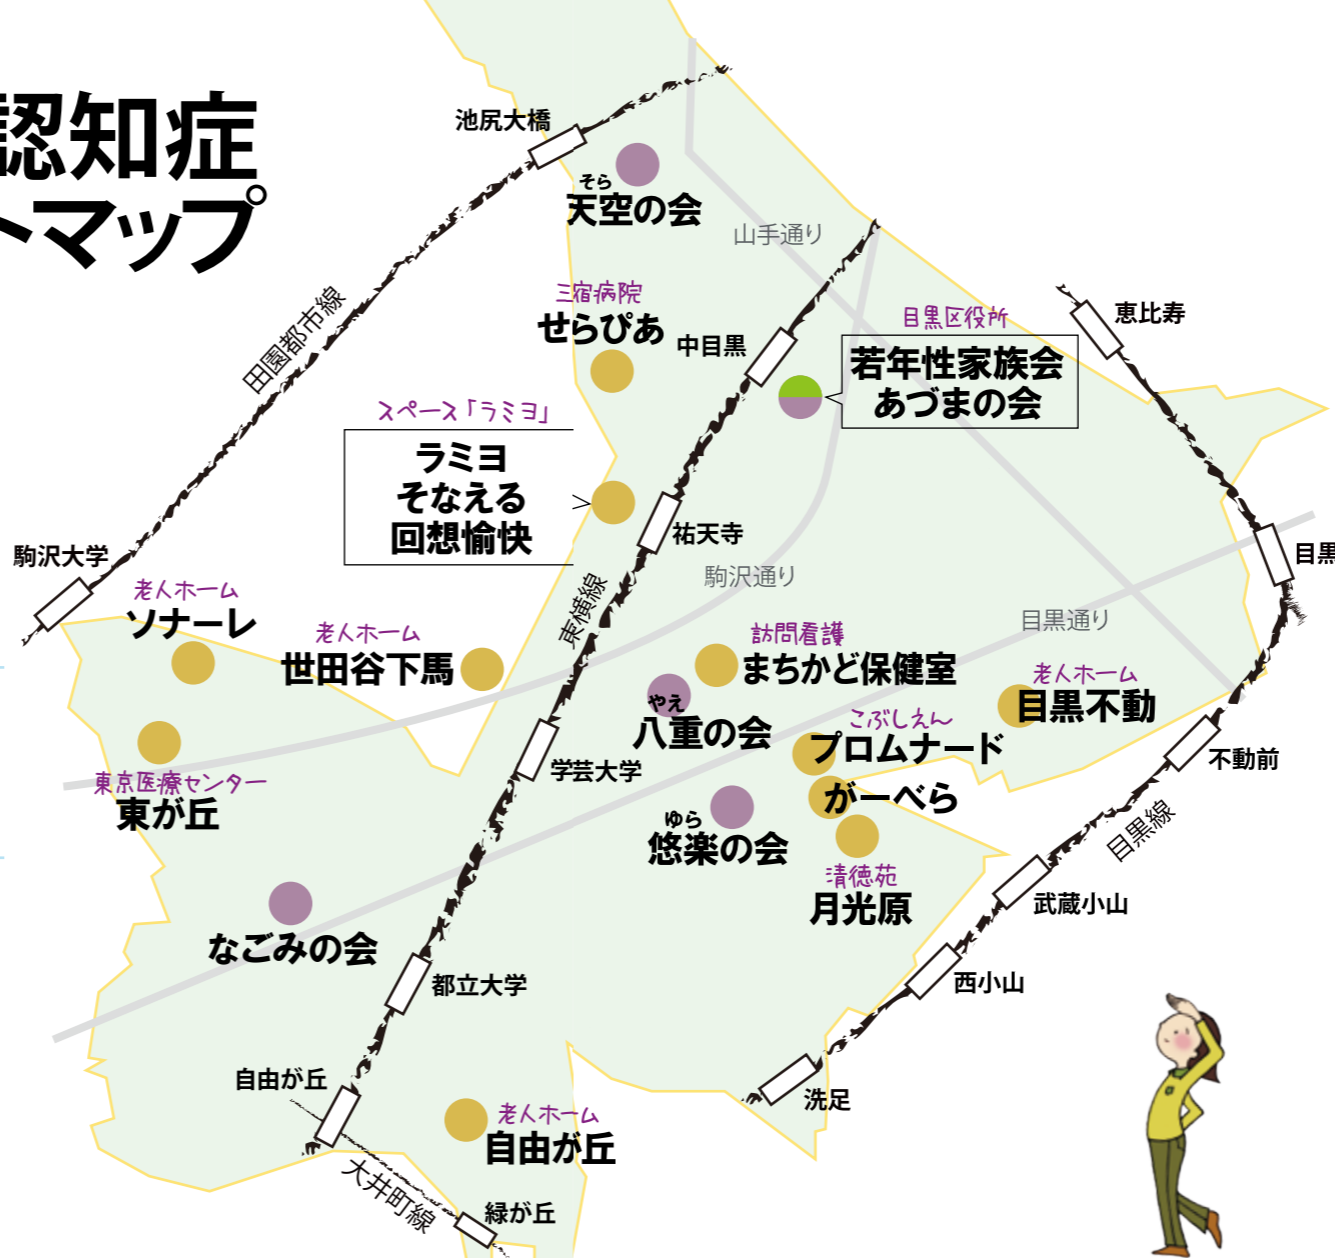 認知症
トマップ
池尻大橋
そら
天空の会
山手通り
田園都市線
三宿病院
せらぴあ
中目黒
目黒区役所
若年性家族会
あづまの会
恵比寿
スペース「ラミヨ」
ラミヨ
そなえる
回想愉快
祐天寺
駒沢大学
目黒
駒沢通り
東横線
老人ホーム
ソナーレ
老人ホーム
世田谷下馬
訪問看護
まちかど保健室
目黒通り
老人ホーム
目黒不動
やえ
八重の会
こぶしえん
プロムナード
がーべら
東京医療センター
東が丘
学芸大学
不動前
ゆら
悠楽の会
目黒線
清徳苑
月光原
武蔵小山
なごみの会
都立大学
西小山
自由が丘
洗足
老人ホーム
自由が丘
大井町線
緑が丘